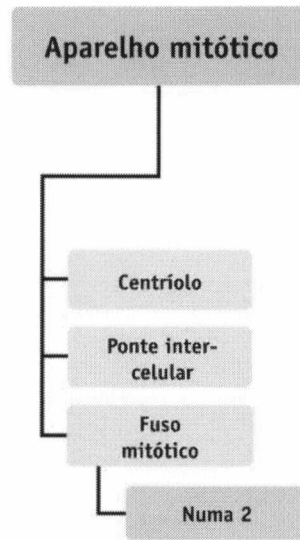 Aparelho mitótico
Centríolo
Ponte inter-
celular
Fuso
mitótico
Numa 2